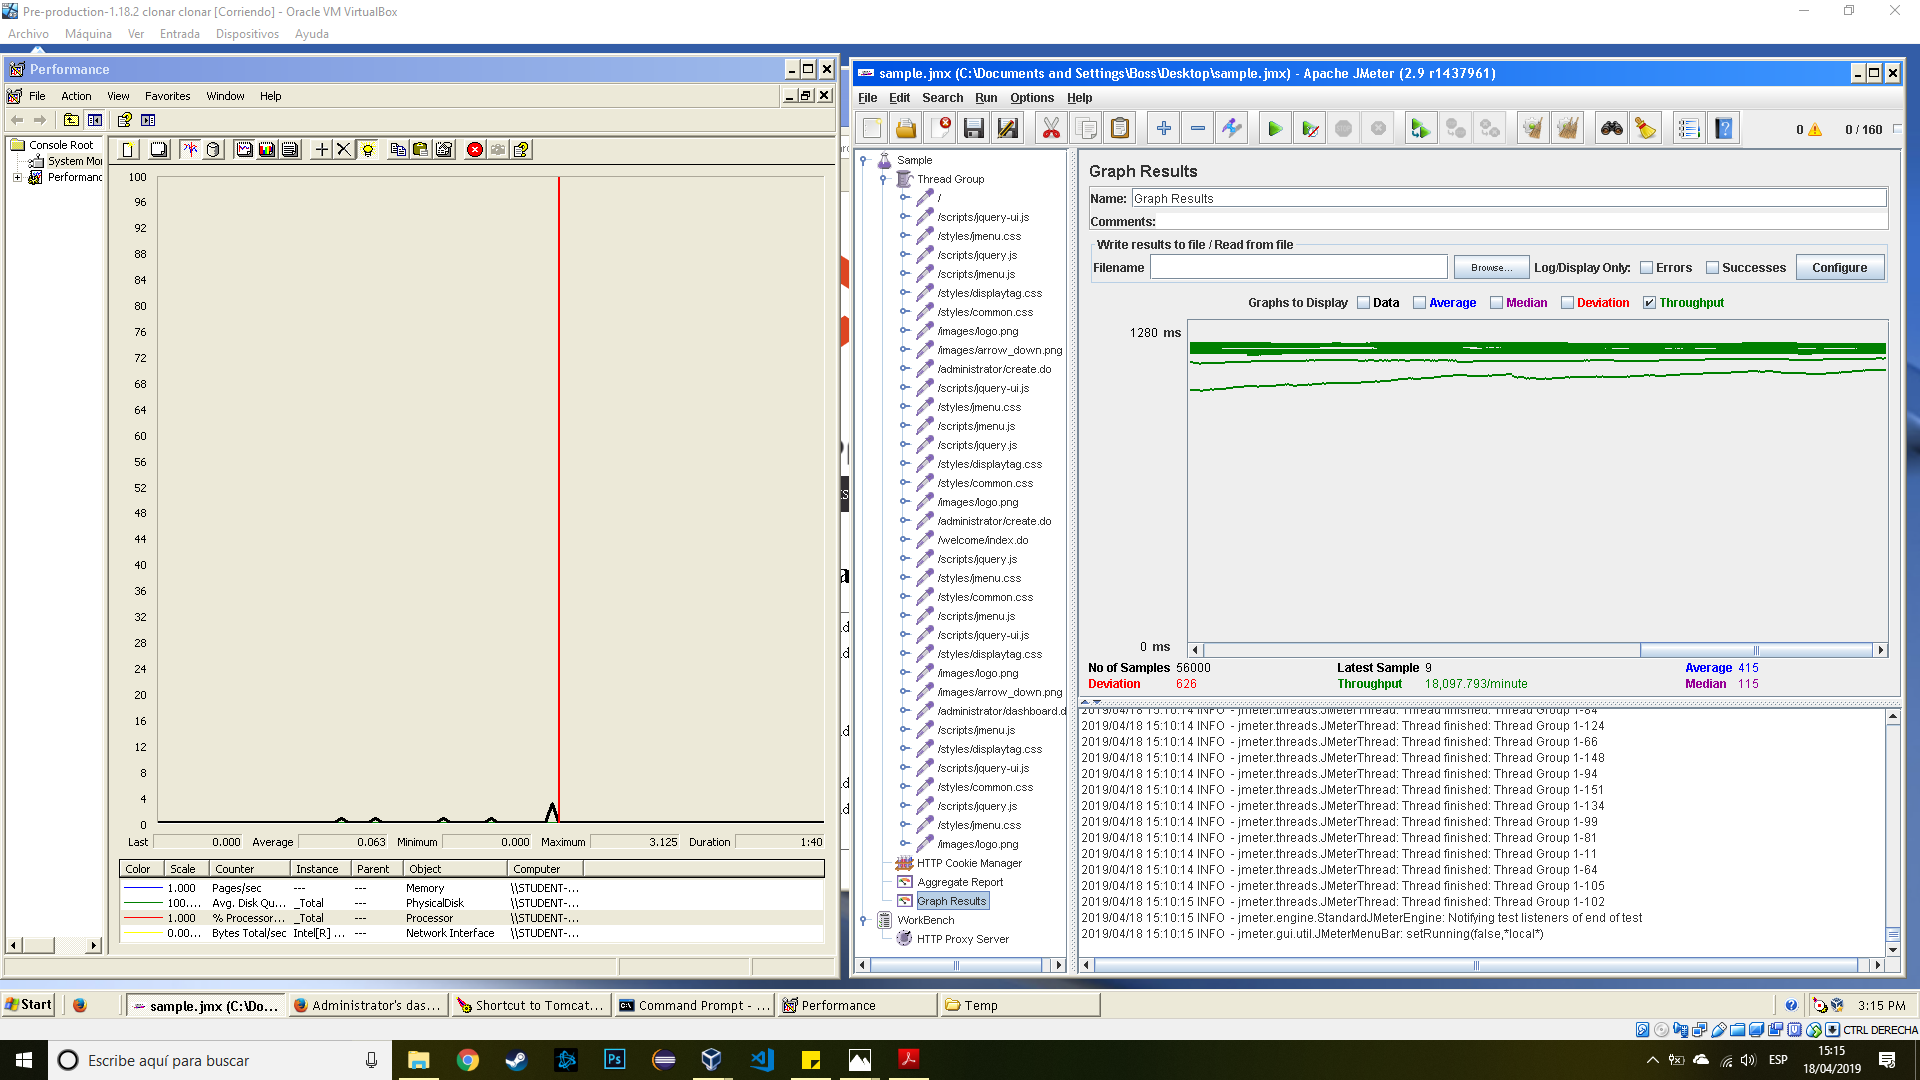 Pre-production-1.18.2 clonar clonar [Corriendo] - Oracle VM VirtualBox
Archivo Máquina Ver Entrada Dispositivos Ayuda
Performance
File Action View Favorites Window Help
Console Root
System Mo
Performanc
100
96
92
88
84
80
76
72
68
64
60
56
52
48
44
40
36
32
28
24
20
16
12
8
4
0
Last 0.000 Average 0.063 Minimum 0.000 Maximum 3.125 Duration 1:40
Color Scale Counter Instance Parent Object Computer
1.000 Pages/sec --- --- Memory \\STUDENT-...
100.... Avg. Disk Qu... _Total --- PhysicalDisk \\STUDENT-...
1.000 % Processor... _Total --- Processor \\STUDENT-...
0.00... Bytes Total/sec Intel[R] ... --- Network Interface \\STUDENT-...
sample.jmx (C:\Documents and Settings\Boss\Desktop\sample.jmx) - Apache JMeter (2.9 r1437961)
File Edit Search Run Options Help
0 0 / 160
Sample
Thread Group
/
/scripts/jquery-ui.js
/styles/jmenu.css
/scripts/jquery.js
/scripts/jmenu.js
/styles/displaytag.css
/styles/common.css
/images/logo.png
/images/arrow_down.png
/administrator/create.do
/scripts/jquery-ui.js
/styles/jmenu.css
/scripts/jmenu.js
/scripts/jquery.js
/styles/displaytag.css
/styles/common.css
/images/logo.png
/administrator/create.do
/welcome/index.do
/scripts/jquery.js
/styles/jmenu.css
/styles/common.css
/scripts/jmenu.js
/scripts/jquery-ui.js
/styles/displaytag.css
/images/logo.png
/images/arrow_down.png
/administrator/dashboard.d
/scripts/jmenu.js
/styles/displaytag.css
/scripts/jquery-ui.js
/styles/common.css
/scripts/jquery.js
/styles/jmenu.css
/images/logo.png
HTTP Cookie Manager
Aggregate Report
Graph Results
WorkBench
HTTP Proxy Server
Graph Results
Name: Graph Results
Comments:
Write results to file / Read from file
Filename Browse... Log/Display Only: Errors Successes Configure
Graphs to Display Data Average Median Deviation Throughput
1280 ms
0 ms
No of Samples 56000 Latest Sample 9 Average 415
Deviation 626 Throughput 18,097.793/minute Median 115
2019/04/18 15:10:14 INFO - jmeter.threads.JMeterThread: Thread finished: Thread Group 1-84
2019/04/18 15:10:14 INFO - jmeter.threads.JMeterThread: Thread finished: Thread Group 1-124
2019/04/18 15:10:14 INFO - jmeter.threads.JMeterThread: Thread finished: Thread Group 1-66
2019/04/18 15:10:14 INFO - jmeter.threads.JMeterThread: Thread finished: Thread Group 1-148
2019/04/18 15:10:14 INFO - jmeter.threads.JMeterThread: Thread finished: Thread Group 1-94
2019/04/18 15:10:14 INFO - jmeter.threads.JMeterThread: Thread finished: Thread Group 1-151
2019/04/18 15:10:14 INFO - jmeter.threads.JMeterThread: Thread finished: Thread Group 1-134
2019/04/18 15:10:14 INFO - jmeter.threads.JMeterThread: Thread finished: Thread Group 1-99
2019/04/18 15:10:14 INFO - jmeter.threads.JMeterThread: Thread finished: Thread Group 1-81
2019/04/18 15:10:14 INFO - jmeter.threads.JMeterThread: Thread finished: Thread Group 1-11
2019/04/18 15:10:14 INFO - jmeter.threads.JMeterThread: Thread finished: Thread Group 1-64
2019/04/18 15:10:14 INFO - jmeter.threads.JMeterThread: Thread finished: Thread Group 1-105
2019/04/18 15:10:15 INFO - jmeter.threads.JMeterThread: Thread finished: Thread Group 1-102
2019/04/18 15:10:15 INFO - jmeter.engine.StandardJMeterEngine: Notifying test listeners of end of test
2019/04/18 15:10:15 INFO - jmeter.gui.util.JMeterMenuBar: setRunning(false,*local*)
Start sample.jmx (C:\Do... Administrator's das... Shortcut to Tomcat... Command Prompt - ... Performance Temp 3:15 PM
CTRL DERECHA
Escribe aquí para buscar
ESP
15:15
18/04/2019